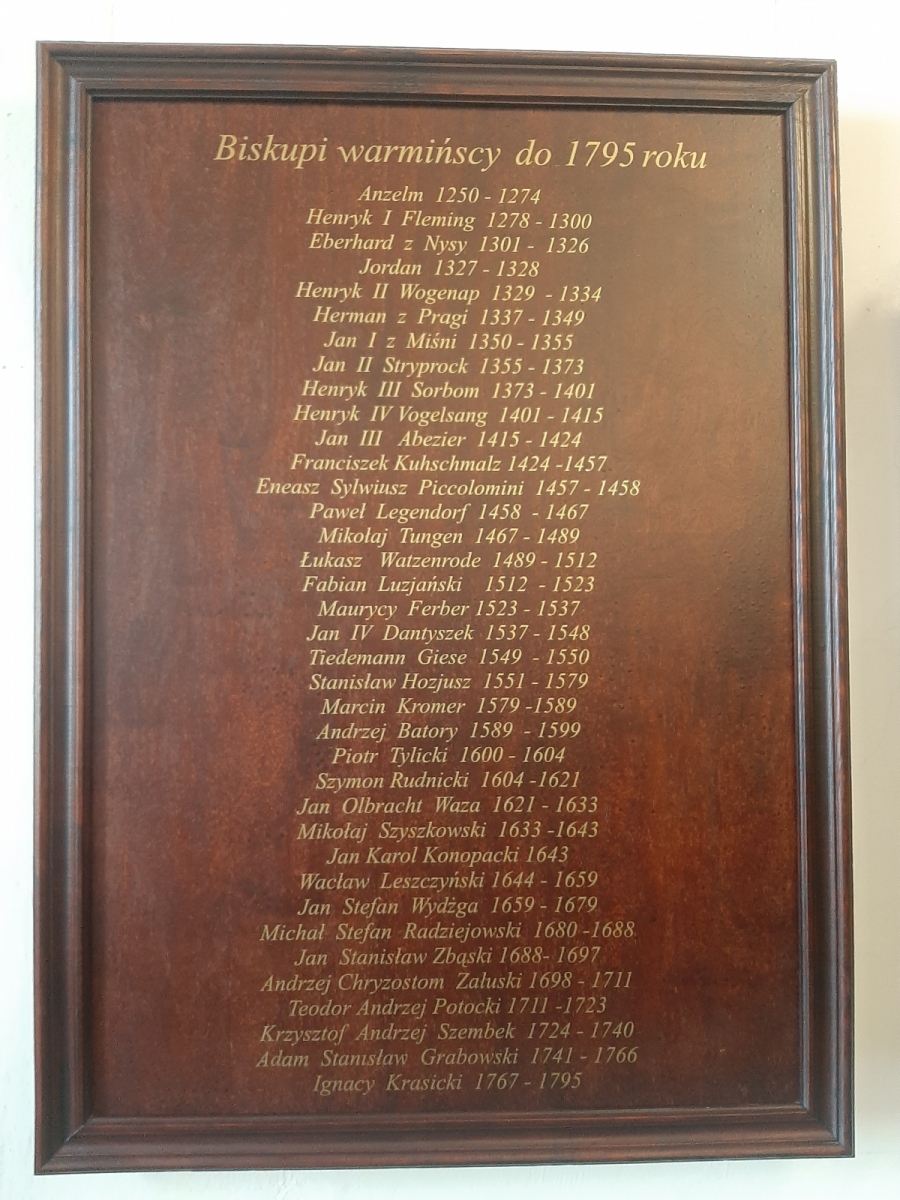 Biskupi warmińscy do 1795 roku
Anzelm 1250 - 1274
Henryk I Fleming 1278 - 1300
Eberhard z Nysy 1301 - 1326
Jordan 1327 - 1328
Henryk II Wogenap 1329 - 1334
Herman z Pragi 1337 - 1349
Jan I z Miśni 1350 - 1355
Jan II Stryprock 1355 - 1373
Henryk III Sorbom 1373 - 1401
Henryk IV Vogelsang 1401 - 1415
Jan III Abezier 1415 - 1424
Franciszek Kuhschmalz 1424 -1457
Eneasz Sylwiusz Piccolomini 1457 - 1458
Paweł Legendorf 1458 - 1467
Mikołaj Tungen 1467 - 1489
Łukasz Watzenrode 1489 - 1512
Fabian Luzjański 1512 - 1523
Maurycy Ferber 1523 - 1537
Jan IV Dantyszek 1537 - 1548
Tiedemann Giese 1549 - 1550
Stanisław Hozjusz 1551 - 1579
Marcin Kromer 1579 -1589
Andrzej Batory 1589 - 1599
Piotr Tylicki 1600 - 1604
Szymon Rudnicki 1604 -1621
Jan Olbracht Waza 1621 - 1633
Mikołaj Szyszkowski 1633 -1643
Jan Karol Konopacki 1643
Wacław Leszczyński 1644 - 1659
Jan Stefan Wydżga 1659 - 1679
Michał Stefan Radziejowski 1680 -1688
Jan Stanisław Zbąski 1688- 1697
Andrzej Chryzostom Załuski 1698 - 1711
Teodor Andrzej Potocki 1711 -1723
Krzysztof Andrzej Szembek 1724 - 1740
Adam Stanisław Grabowski 1741 - 1766
Ignacy Krasicki 1767 - 1795